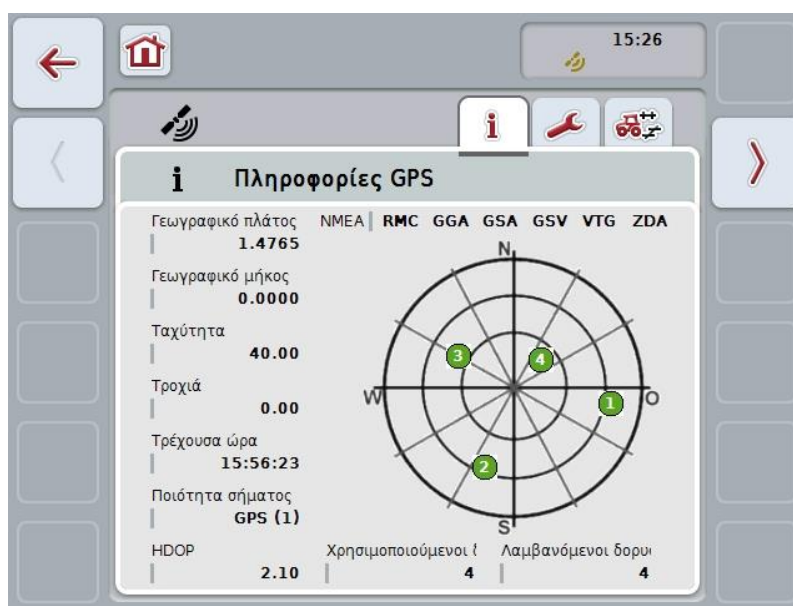 15:26
i
i Πληροφορίες GPS
Γεωγραφικό πλάτος
1.4765
NMEA RMC GGA GSA GSV VTG ZDA
Γεωγραφικό μήκος
0.0000
Ταχύτητα
40.00
Τροχιά
0.00
Τρέχουσα ώρα
15:56:23
Ποιότητα σήματος
GPS (1)
N
3
4
W
1
O
2
S
HDOP
2.10
Χρησιμοποιούμενοι δ
4
Λαμβανόμενοι δορυ
4